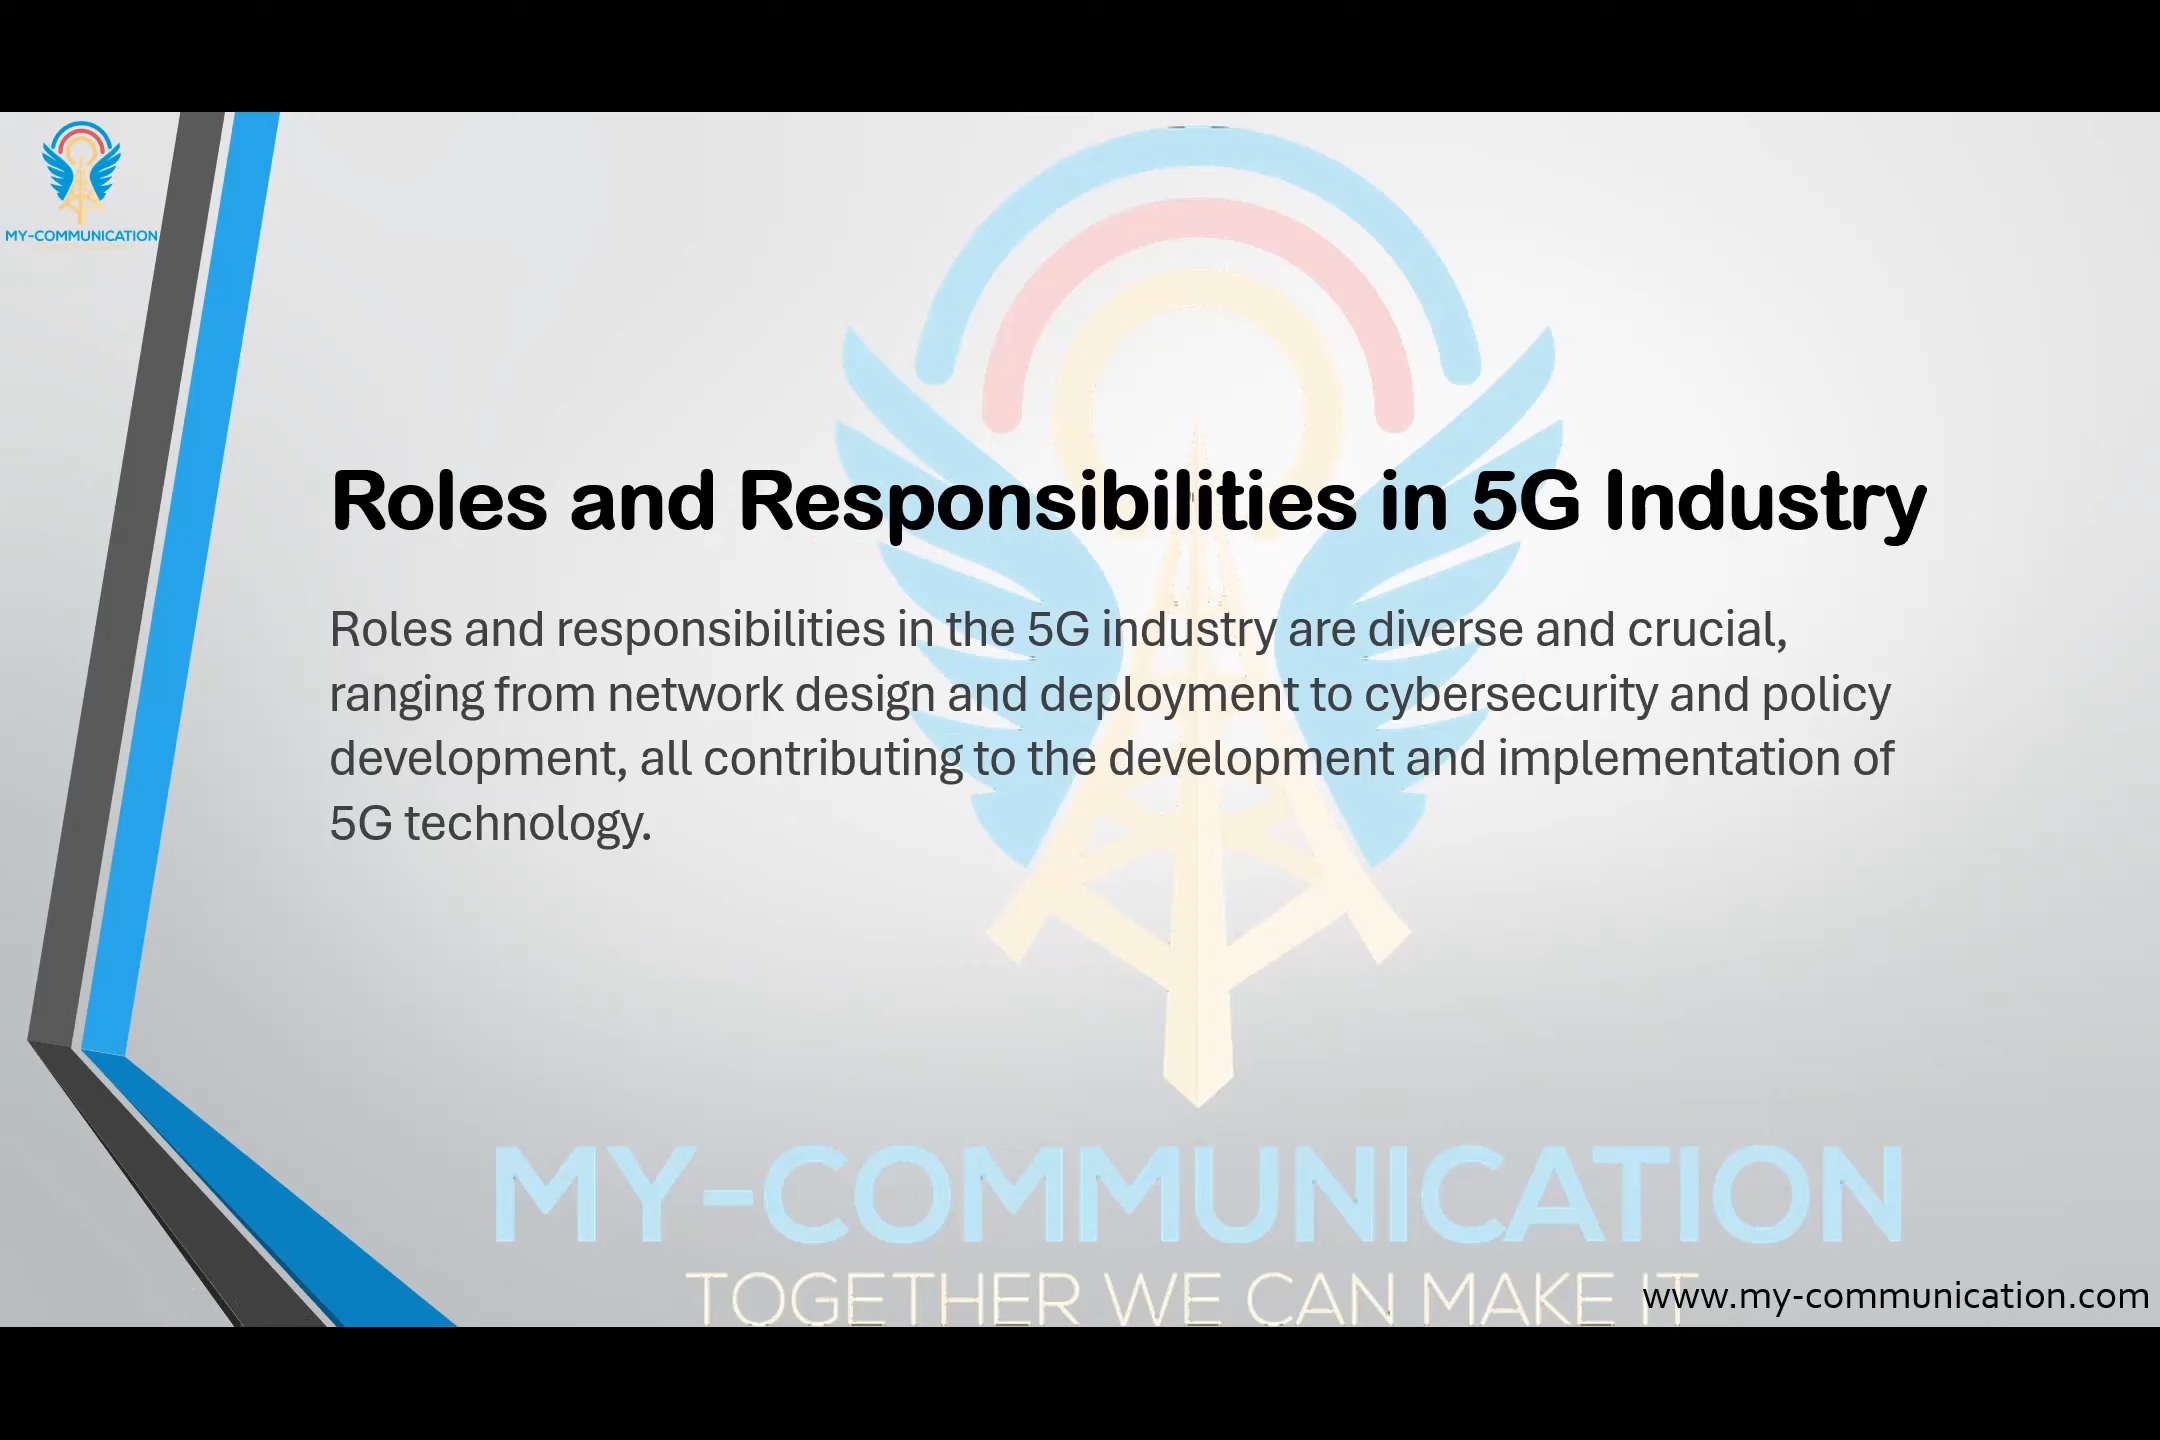 MY-COMMUNICATION
Roles and Responsibilities in 5G Industry
Roles and responsibilities in the 5G industry are diverse and crucial,
ranging from network design and deployment to cybersecurity and policy
development, all contributing to the development and implementation of
5G technology.
MY-COMMUNICATION
TOGETHER WE CAN MAKE IT
www.my-communication.com